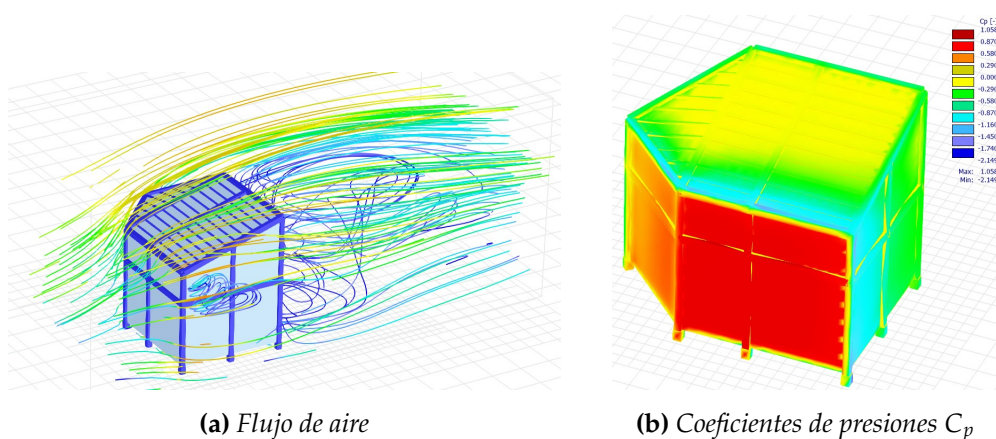 Cp [-]
1.058
0.870
0.580
0.290
0.000
-0.290
-0.580
-0.870
-1.160
-1.450
-1.740
-2.149
Max: 1.058
Min: -2.149
(a) Flujo de aire
(b) Coeficientes de presiones Cp